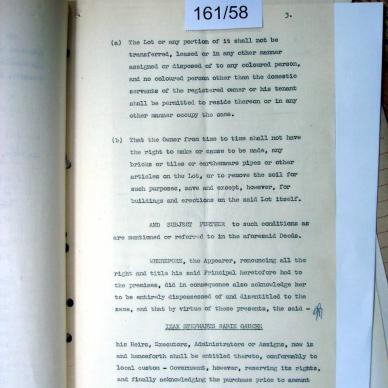 161/58
3.
(a) The Lot or any portion of it shall not be
transferred, leased or in any other manner
assigned or disposed of to any coloured person,
and no coloured person other than the domestic
servants of the registered owner or his tenant
shall be permitted to reside thereon or in any
other manner occupy the same.
(b) That the Owner from time to time shall not have
the right to make or cause to be made, any
bricks or tiles or earthenware pipes or other
articles on the Lot, or to remove the soil for
such purposes, save and except, however, for
buildings and erections on the said Lot itself.
AND SUBJECT FURTHER to such conditions as
are mentioned or referred to in the aforesaid Deeds.
WHEREFORE, the Appearer, renouncing all the
right and title his said Principal heretofore had to
the premises, did in consequence also acknowledge her
to be entirely dispossessed of and disentitled to the
same, and that by virtue of these presents, the said -
his Heirs, Executors, Administrators or Assigns, now is
and henceforth shall be entitled thereto, conformably to
local custom - Government, however, reserving its rights,
and finally acknowledging the purchase price to amount